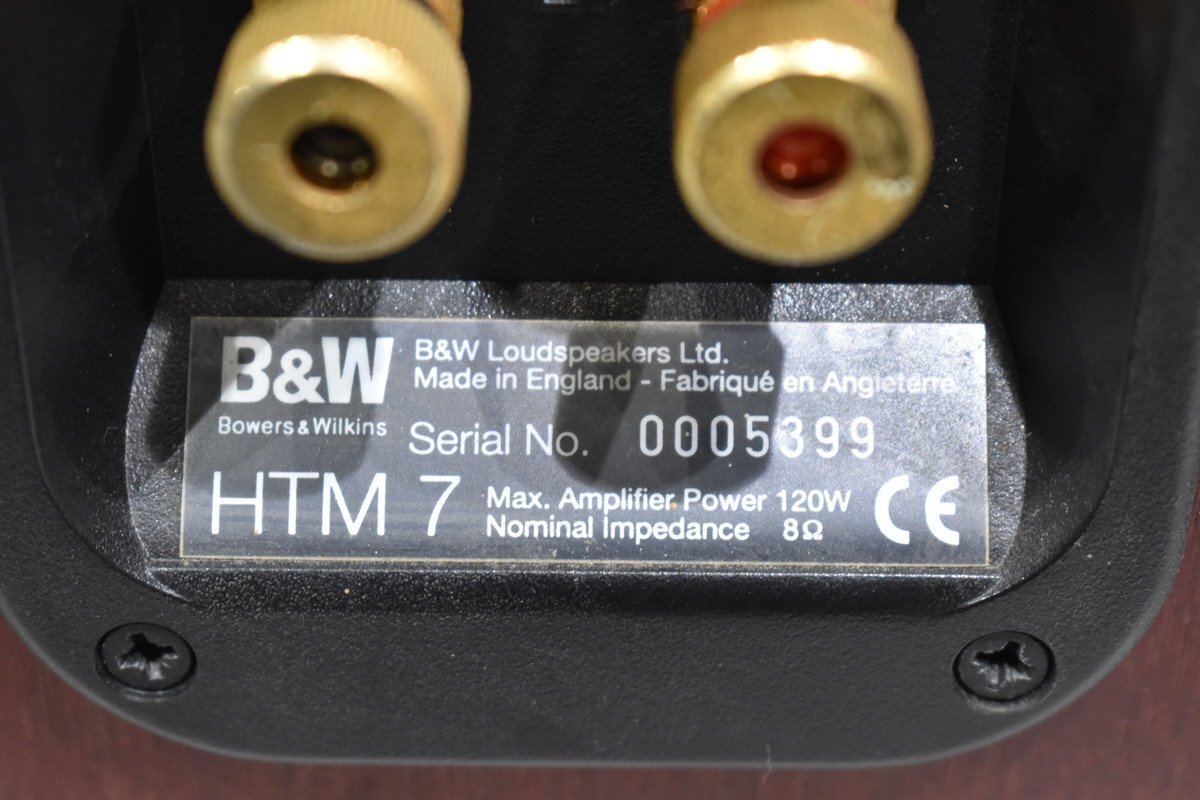 B&W
Bowers & Wilkins
B&W Loudspeakers Ltd.
Made in England - Fabriqué en Angleterre
Serial No. 0005399
HTM 7
Max. Amplifier Power 120W
Nominal Impedance 8Ω
CE